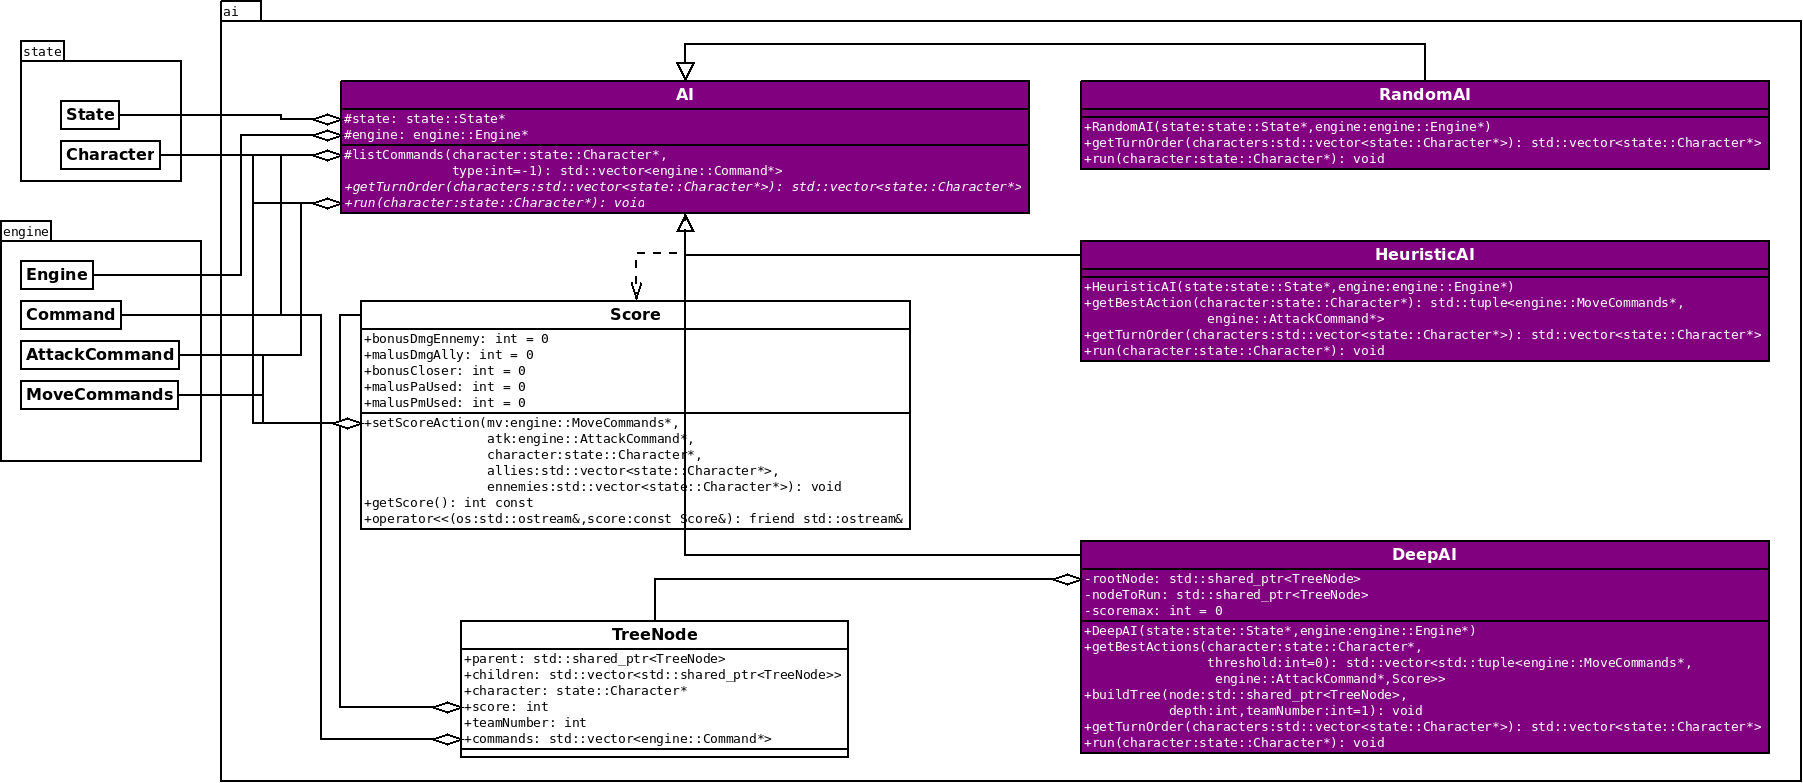 ai
state
State
Character
engine
Engine
Command
AttackCommand
MoveCommands
AI
#state: state::State*
#engine: engine::Engine*
#listCommands(character:state::Character*,
type:int=-1): std::vector<engine::Command*>
+getTurnOrder(characters:std::vector<state::Character*>): std::vector<state::Character*>
+run(character:state::Character*): void
RandomAI
+RandomAI(state:state::State*,engine:engine::Engine*)
+getTurnOrder(characters:std::vector<state::Character*>): std::vector<state::Character*>
+run(character:state::Character*): void
HeuristicAI
+HeuristicAI(state:state::State*,engine:engine::Engine*)
+getBestAction(character:state::Character*): std::tuple<engine::MoveCommands*,
engine::AttackCommand*>
+getTurnOrder(characters:std::vector<state::Character*>): std::vector<state::Character*>
+run(character:state::Character*): void
Score
+bonusDmgEnnemy: int = 0
+malusDmgAlly: int = 0
+bonusCloser: int = 0
+malusPaUsed: int = 0
+malusPmUsed: int = 0
+setScoreAction(mv:engine::MoveCommands*,
atk:engine::AttackCommand*,
character:state::Character*,
allies:std::vector<state::Character*>,
ennemies:std::vector<state::Character*>): void
+getScore(): int const
+operator<<(os:std::ostream&,score:const Score&): friend std::ostream&
TreeNode
+parent: std::shared_ptr<TreeNode>
+children: std::vector<std::shared_ptr<TreeNode>>
+character: state::Character*
+score: int
+teamNumber: int
+commands: std::vector<engine::Command*>
DeepAI
-rootNode: std::shared_ptr<TreeNode>
-nodeToRun: std::shared_ptr<TreeNode>
-scoremax: int = 0
+DeepAI(state:state::State*,engine:engine::Engine*)
+getBestActions(character:state::Character*,
threshold:int=0): std::vector<std::tuple<engine::MoveCommands*,
engine::AttackCommand*,Score>>
+buildTree(node:std::shared_ptr<TreeNode>,
depth:int,teamNumber:int=1): void
+getTurnOrder(characters:std::vector<state::Character*>): std::vector<state::Character*>
+run(character:state::Character*): void